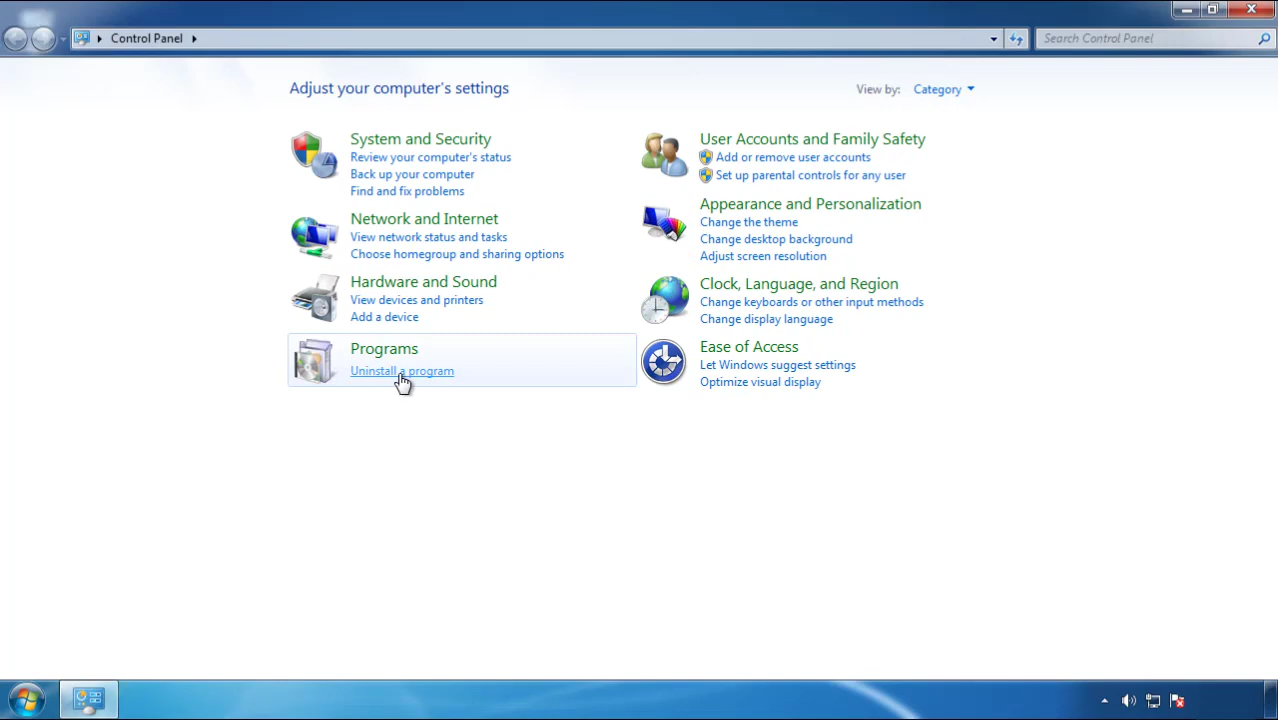 Control Panel
Search Control Panel
Adjust your computer's settings
View by: Category
System and Security
Review your computer's status
Back up your computer
Find and fix problems
Network and Internet
View network status and tasks
Choose homegroup and sharing options
Hardware and Sound
View devices and printers
Add a device
Programs
Uninstall a program
User Accounts and Family Safety
Add or remove user accounts
Set up parental controls for any user
Appearance and Personalization
Change the theme
Change desktop background
Adjust screen resolution
Clock, Language, and Region
Change keyboards or other input methods
Change display language
Ease of Access
Let Windows suggest settings
Optimize visual display